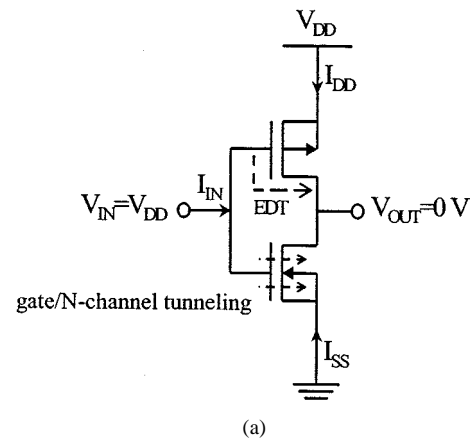 V_DD
I_DD
I_IN
V_IN=V_DD
EDT
V_OUT=0 V
gate/N-channel tunneling
I_SS
(a)